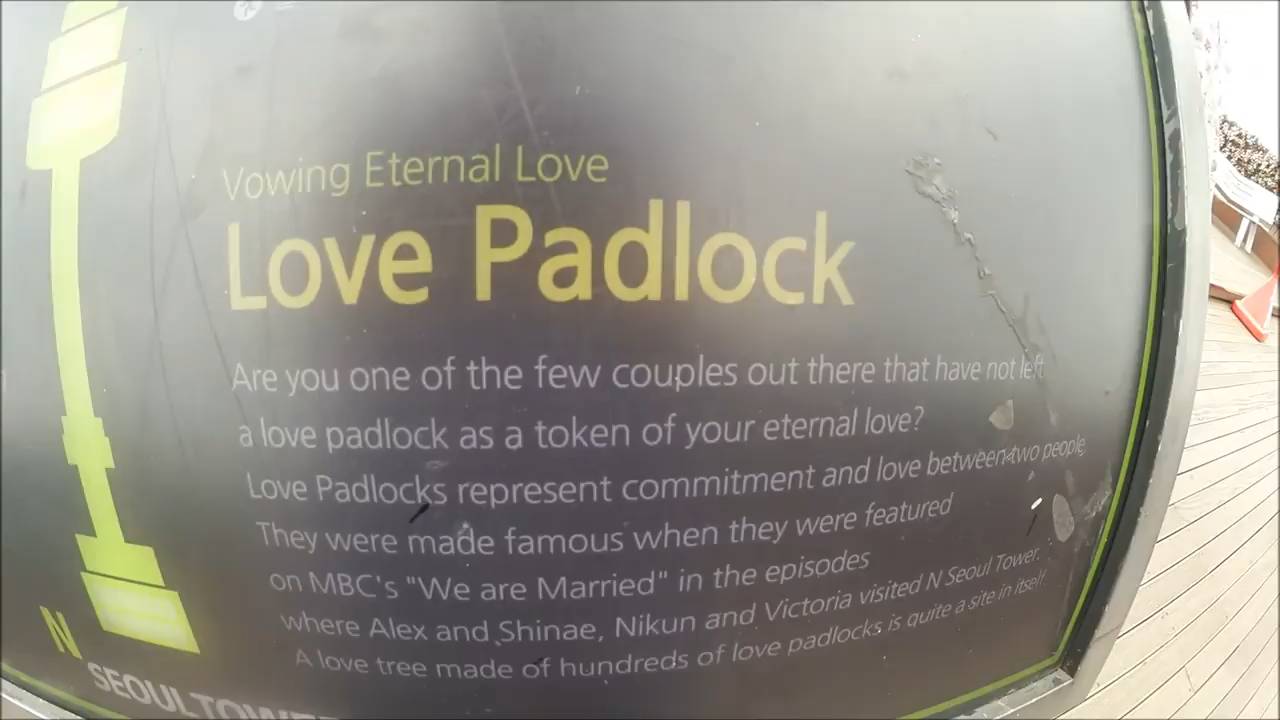 Vowing Eternal Love
Love Padlock
Are you one of the few couples out there that have not left
a love padlock as a token of your eternal love?
Love Padlocks represent commitment and love between two people
They were made famous when they were featured
on MBC's "We are Married" in the episodes
where Alex and Shinae, Nikun and Victoria visited N Seoul Tower.
A love tree made of hundreds of love padlocks is quite a site in itself.
N
SEOUL TOWER